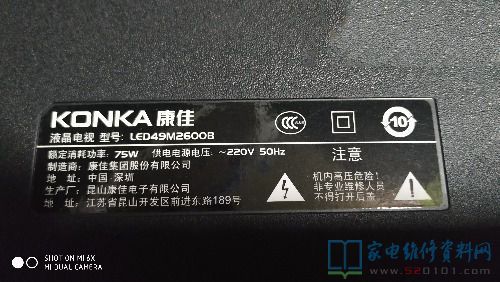 KONKA 康佳
液晶电视 型号: LED49M2600B
额定消耗功率: 75W 供电电源电压: ～220V 50Hz
制造商: 康佳集团股份有限公司
地 址: 中国·深圳
生产厂: 昆山康佳电子有限公司
地 址: 江苏省昆山开发区前进东路189号
10
注意
机内高压危险!
非专业维修人员
不得打开后盖!
SHOT ON MI 6X
MI DUAL CAMERA
家电维修资料网
www.520101.com